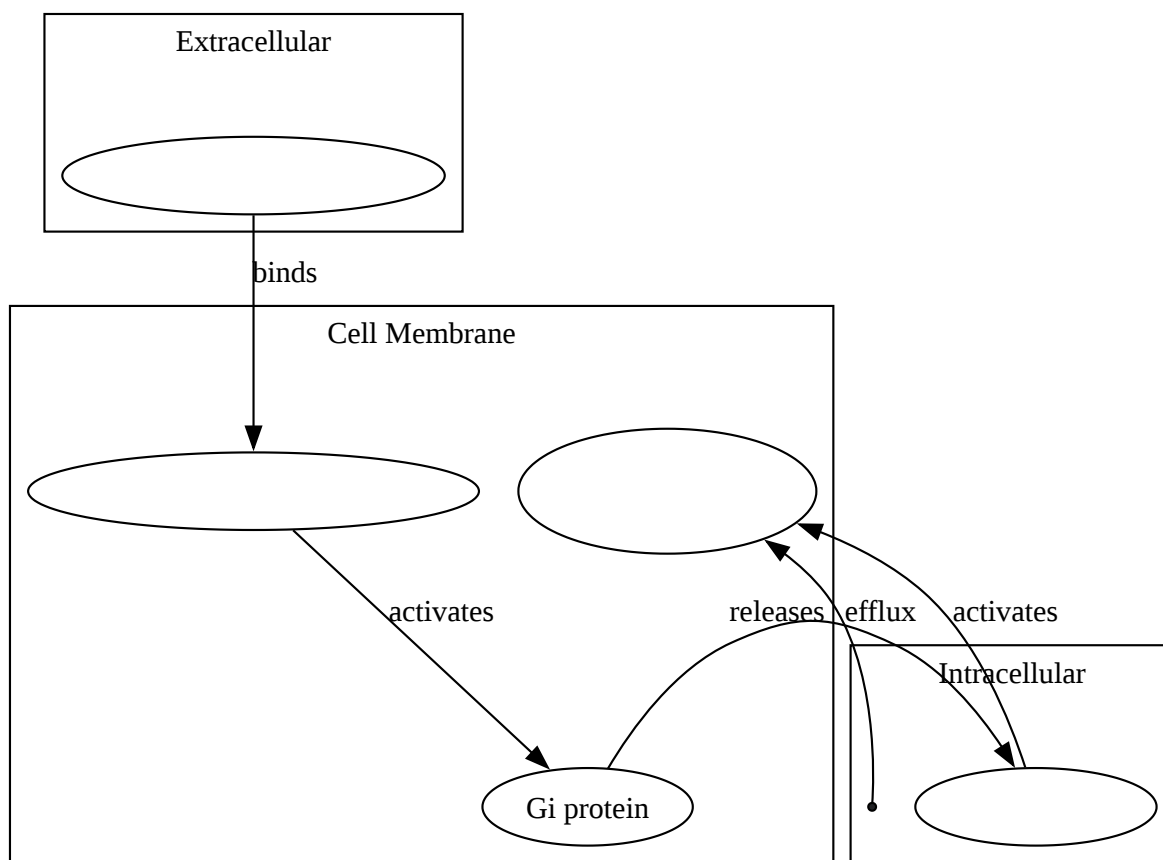 Extracellular
binds
Cell Membrane
activates
releases
efflux
activates
Intracellular
Gi protein